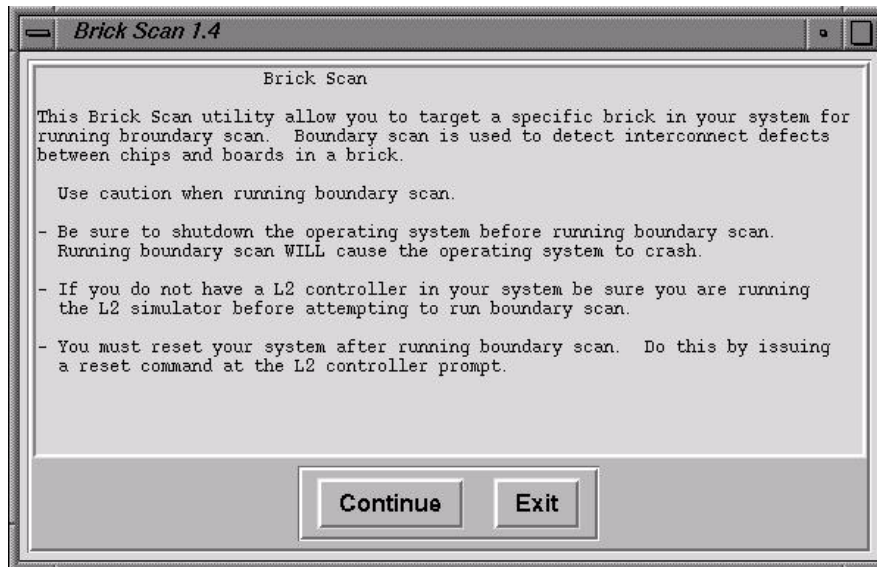 Brick Scan 1.4
Brick Scan
This Brick Scan utility allow you to target a specific brick in your system for
running broundary scan.  Boundary scan is used to detect interconnect defects
between chips and boards in a brick.
Use caution when running boundary scan.
- Be sure to shutdown the operating system before running boundary scan.
Running boundary scan WILL cause the operating system to crash.
- If you do not have a L2 controller in your system be sure you are running
the L2 simulator before attempting to run boundary scan.
- You must reset your system after running boundary scan.  Do this by issuing
a reset command at the L2 controller prompt.
Continue Exit